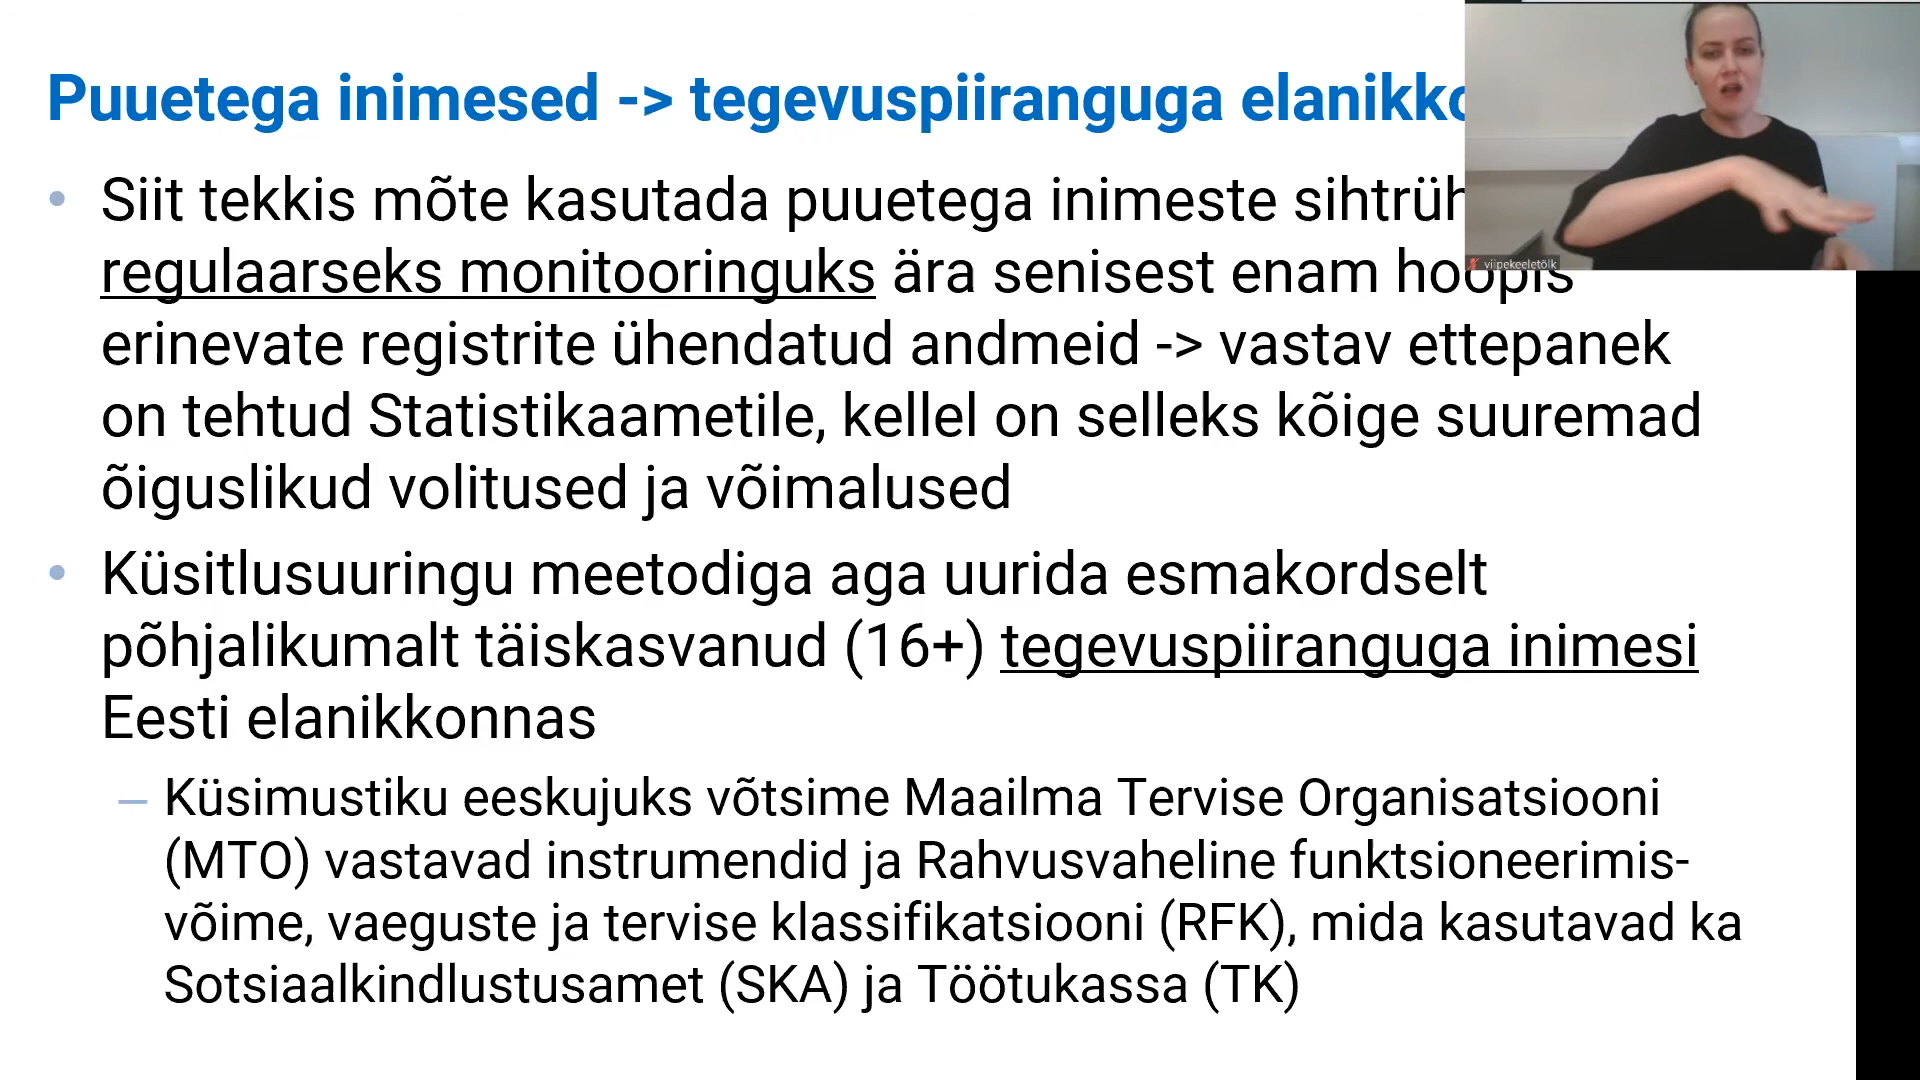 Puuetega inimesed -> tegevuspiiranguga
Siit tekkis mõte kasutada puuetega inimeste
regulaarseks monitooringuks ära senisest enam hoopis
erinevate registrite ühendatud andmeid -> vastav ettepanek
on tehtud Statistikaametile, kellel on selleks kõige suuremad
õiguslikud volitused ja võimalused
Küsitlusuuringu meetodiga aga uurida esmakordselt
põhjalikumalt täiskasvanud (16+) tegevuspiiranguga inimesi
Eesti elanikkonnas
– Küsimustiku eeskujuks võtsime Maailma Tervise Organisatsiooni
(MTO) vastavad instrumendid ja Rahvusvaheline funktsioneerimis-
võime, vaeguste ja tervise klassifikatsiooni (RFK), mida kasutavad ka
Sotsiaalkindlustusamet (SKA) ja Töötukassa (TK)
viipekeeletõlk